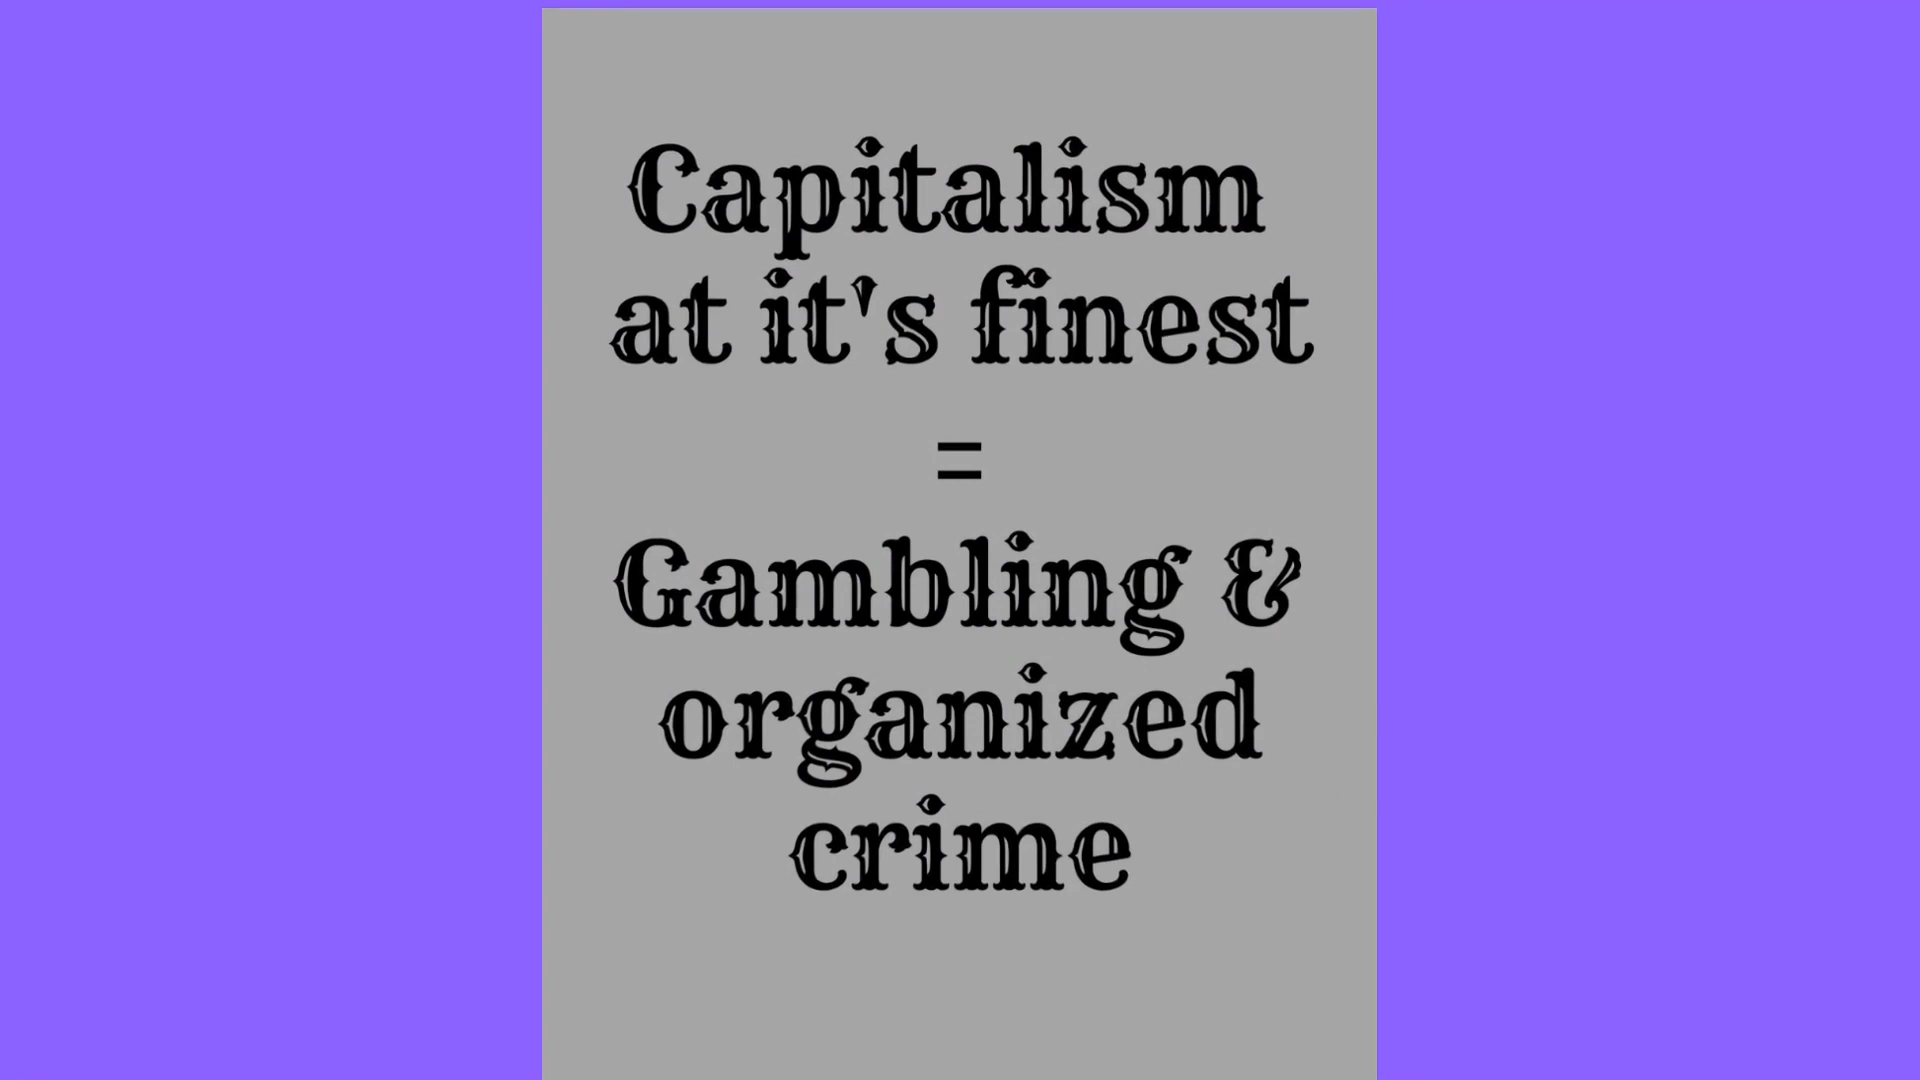 Capitalism
at it's finest
=
Gambling &
organized
crime